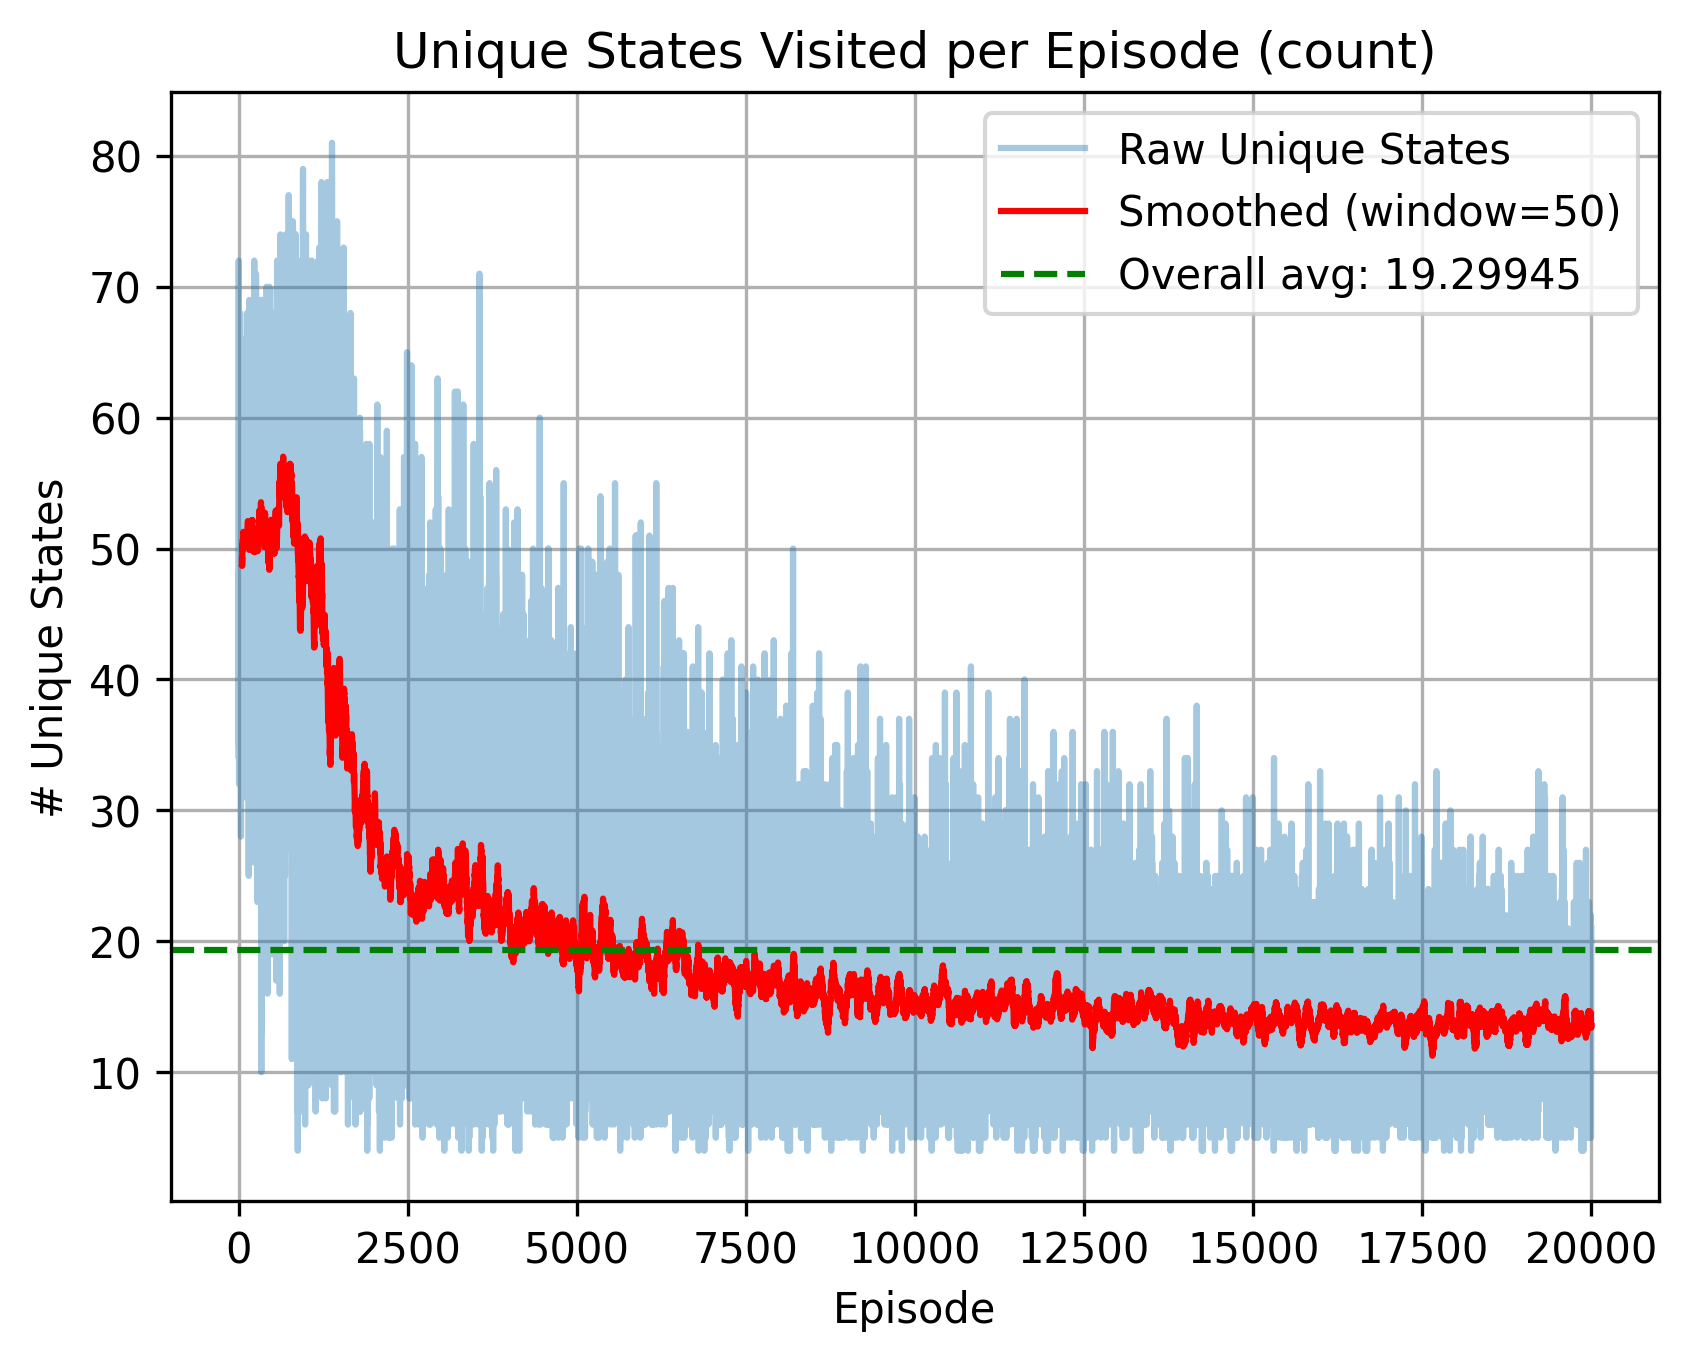 Unique States Visited per Episode (count)
Raw Unique States
Smoothed (window=50)
Overall avg: 19.29945
# Unique States
80
70
60
50
40
30
20
10
0 2500 5000 7500 10000 12500 15000 17500 20000
Episode